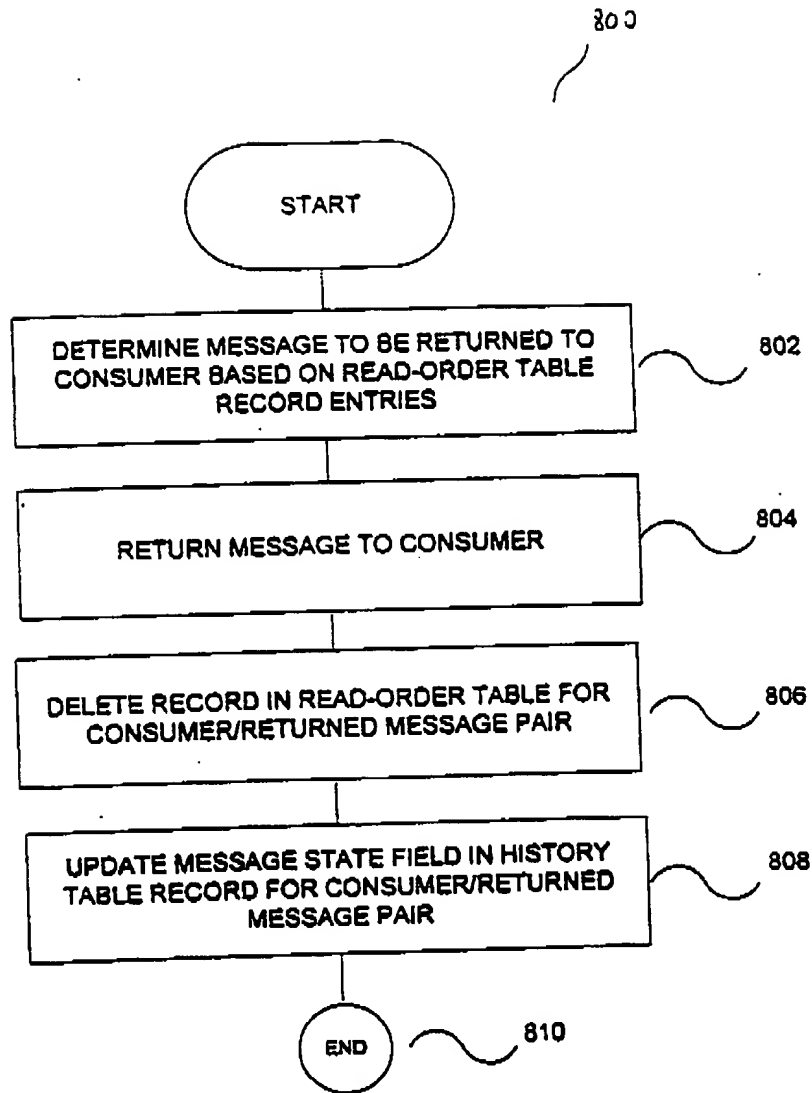 800
START
DETERMINE MESSAGE TO BE RETURNED TO
CONSUMER BASED ON READ-ORDER TABLE
RECORD ENTRIES
802
RETURN MESSAGE TO CONSUMER
804
DELETE RECORD IN READ-ORDER TABLE FOR
CONSUMER/RETURNED MESSAGE PAIR
806
UPDATE MESSAGE STATE FIELD IN HISTORY
TABLE RECORD FOR CONSUMER/RETURNED
MESSAGE PAIR
808
END
810